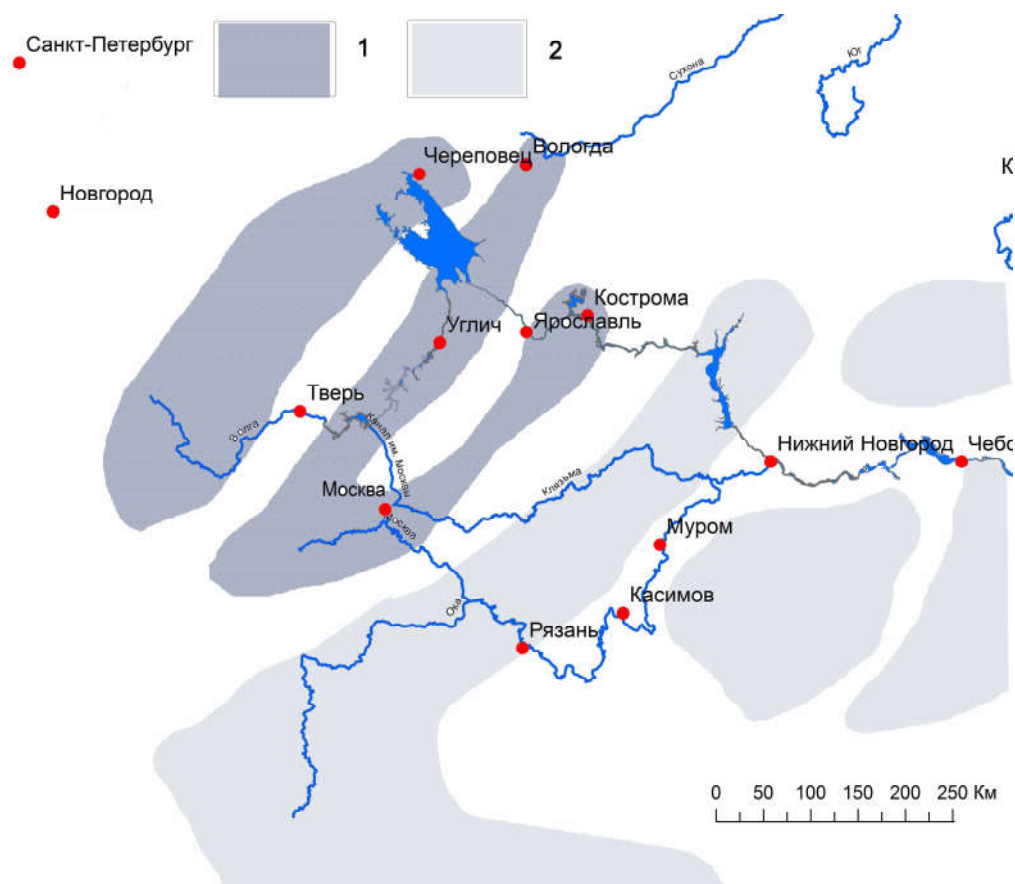 Санкт-Петербург
1
2
Сухона
Юг
Череповец
Вологда
Новгород
К
Кострома
Углич
Ярославль
Тверь
Волга
Канал им. Москвы
Нижний Новгород
Чебо
Москва
Клязьма
Москва
Муром
Касимов
Ока
Рязань
0 50 100 150 200 250 Км